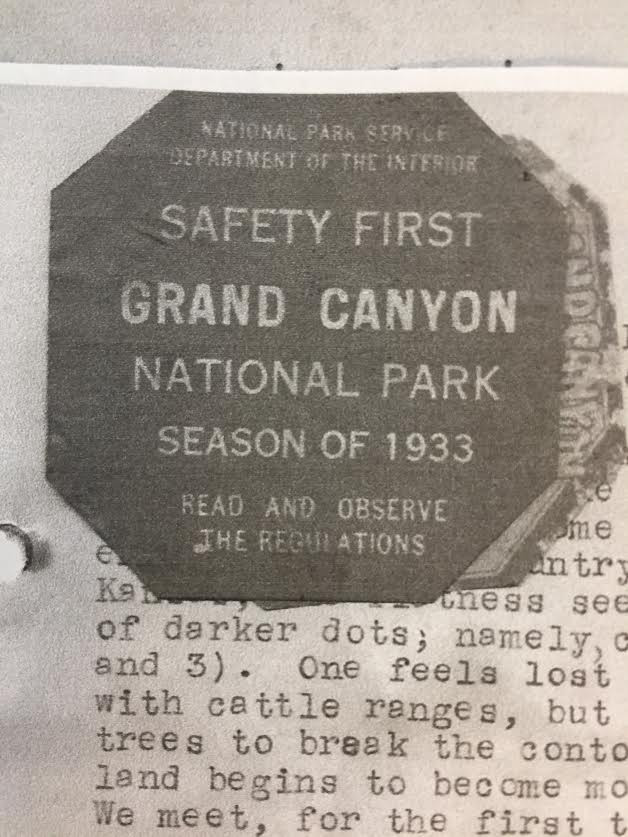 NATIONAL PARK SERVICE
DEPARTMENT OF THE INTERIOR
SAFETY FIRST
GRAND CANYON
NATIONAL PARK
SEASON OF 1933
READ AND OBSERVE
THE REGULATIONS
of darker dots; namely, c
and 3). One feels lost
with cattle ranges, but
trees to break the conto
land begins to become mo
We meet, for the first t